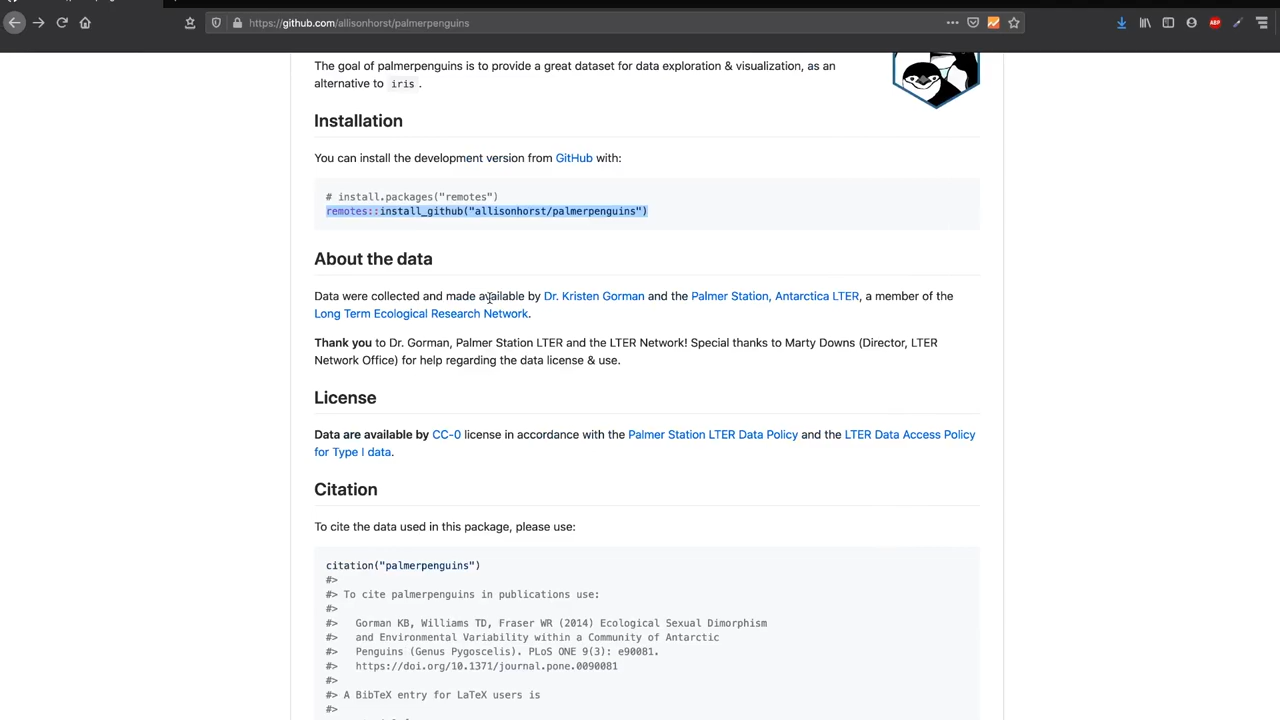 https://github.com/allisonhorst/palmerpenguins
ABP
The goal of palmerpenguins is to provide a great dataset for data exploration & visualization, as an
alternative to iris .
Installation
You can install the development version from GitHub with:
# install.packages("remotes")
remotes::install_github("allisonhorst/palmerpenguins")
About the data
Data were collected and made available by Dr. Kristen Gorman and the Palmer Station, Antarctica LTER, a member of the
Long Term Ecological Research Network.
Thank you to Dr. Gorman, Palmer Station LTER and the LTER Network! Special thanks to Marty Downs (Director, LTER
Network Office) for help regarding the data license & use.
License
Data are available by CC-0 license in accordance with the Palmer Station LTER Data Policy and the LTER Data Access Policy
for Type I data.
Citation
To cite the data used in this package, please use:
citation("palmerpenguins")
#>
#> To cite palmerpenguins in publications use:
#>
#> Gorman KB, Williams TD, Fraser WR (2014) Ecological Sexual Dimorphism
#> and Environmental Variability within a Community of Antarctic
#> Penguins (Genus Pygoscelis). PLoS ONE 9(3): e90081.
#> https://doi.org/10.1371/journal.pone.0090081
#>
#> A BibTeX entry for LaTeX users is
#>